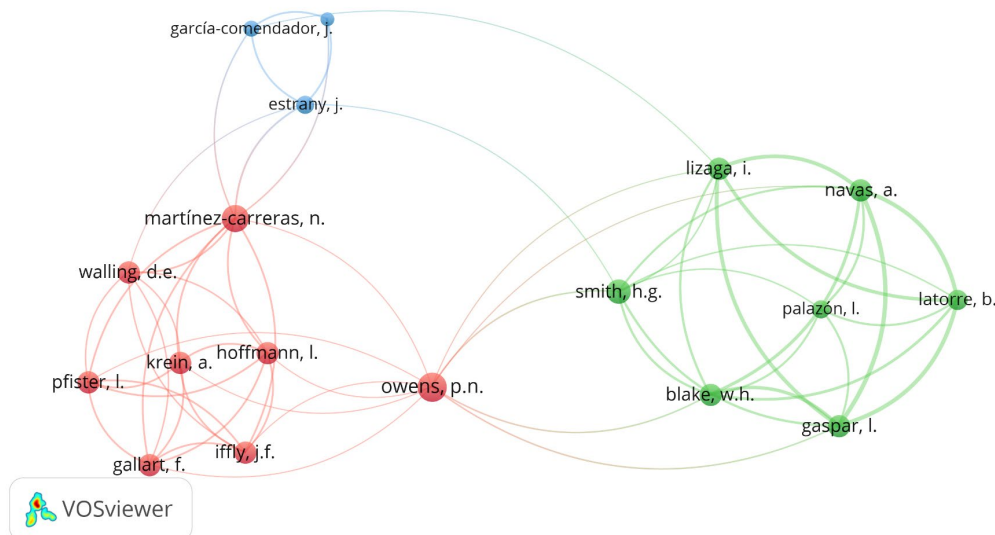 garcía-comendador, j.
estrany, j.
lizaga, i.
navas, a.
martínez-carreras, n.
walling, d.e.
smith, h.g.
latorre, b.
palazón, l.
hoffmann, l.
krein, a.
pfister, l.
owens, p.n.
blake, w.h.
gaspar, l.
iffly, j.f.
gallart, f.
VOSviewer